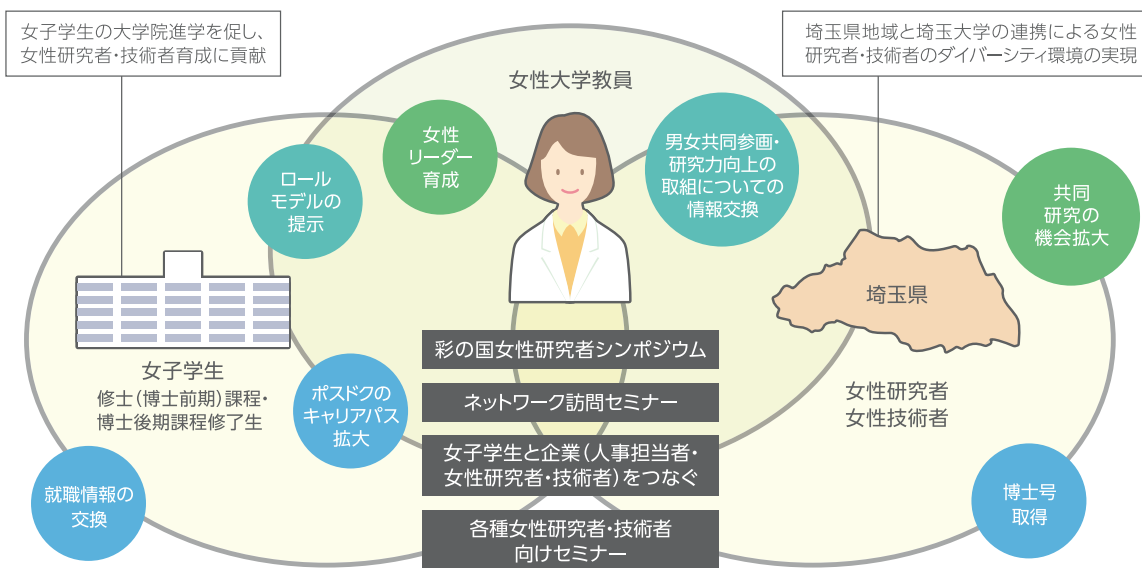 女子学生の大学院進学を促し、
女性研究者・技術者育成に貢献
埼玉県地域と埼玉大学の連携による女性
研究者・技術者のダイバーシティ環境の実現
女性大学教員
女性
リーダー
育成
男女共同参画・
研究力向上の
取組についての
情報交換
ロール
モデルの
提示
共同
研究の
機会拡大
埼玉県
女子学生
修士(博士前期)課程・
博士後期課程修了生
ポスドクの
キャリアパス
拡大
彩の国女性研究者シンポジウム
ネットワーク訪問セミナー
女子学生と企業(人事担当者・
女性研究者・技術者)をつなぐ
各種女性研究者・技術者
向けセミナー
女性研究者
女性技術者
就職情報の
交換
博士号
取得